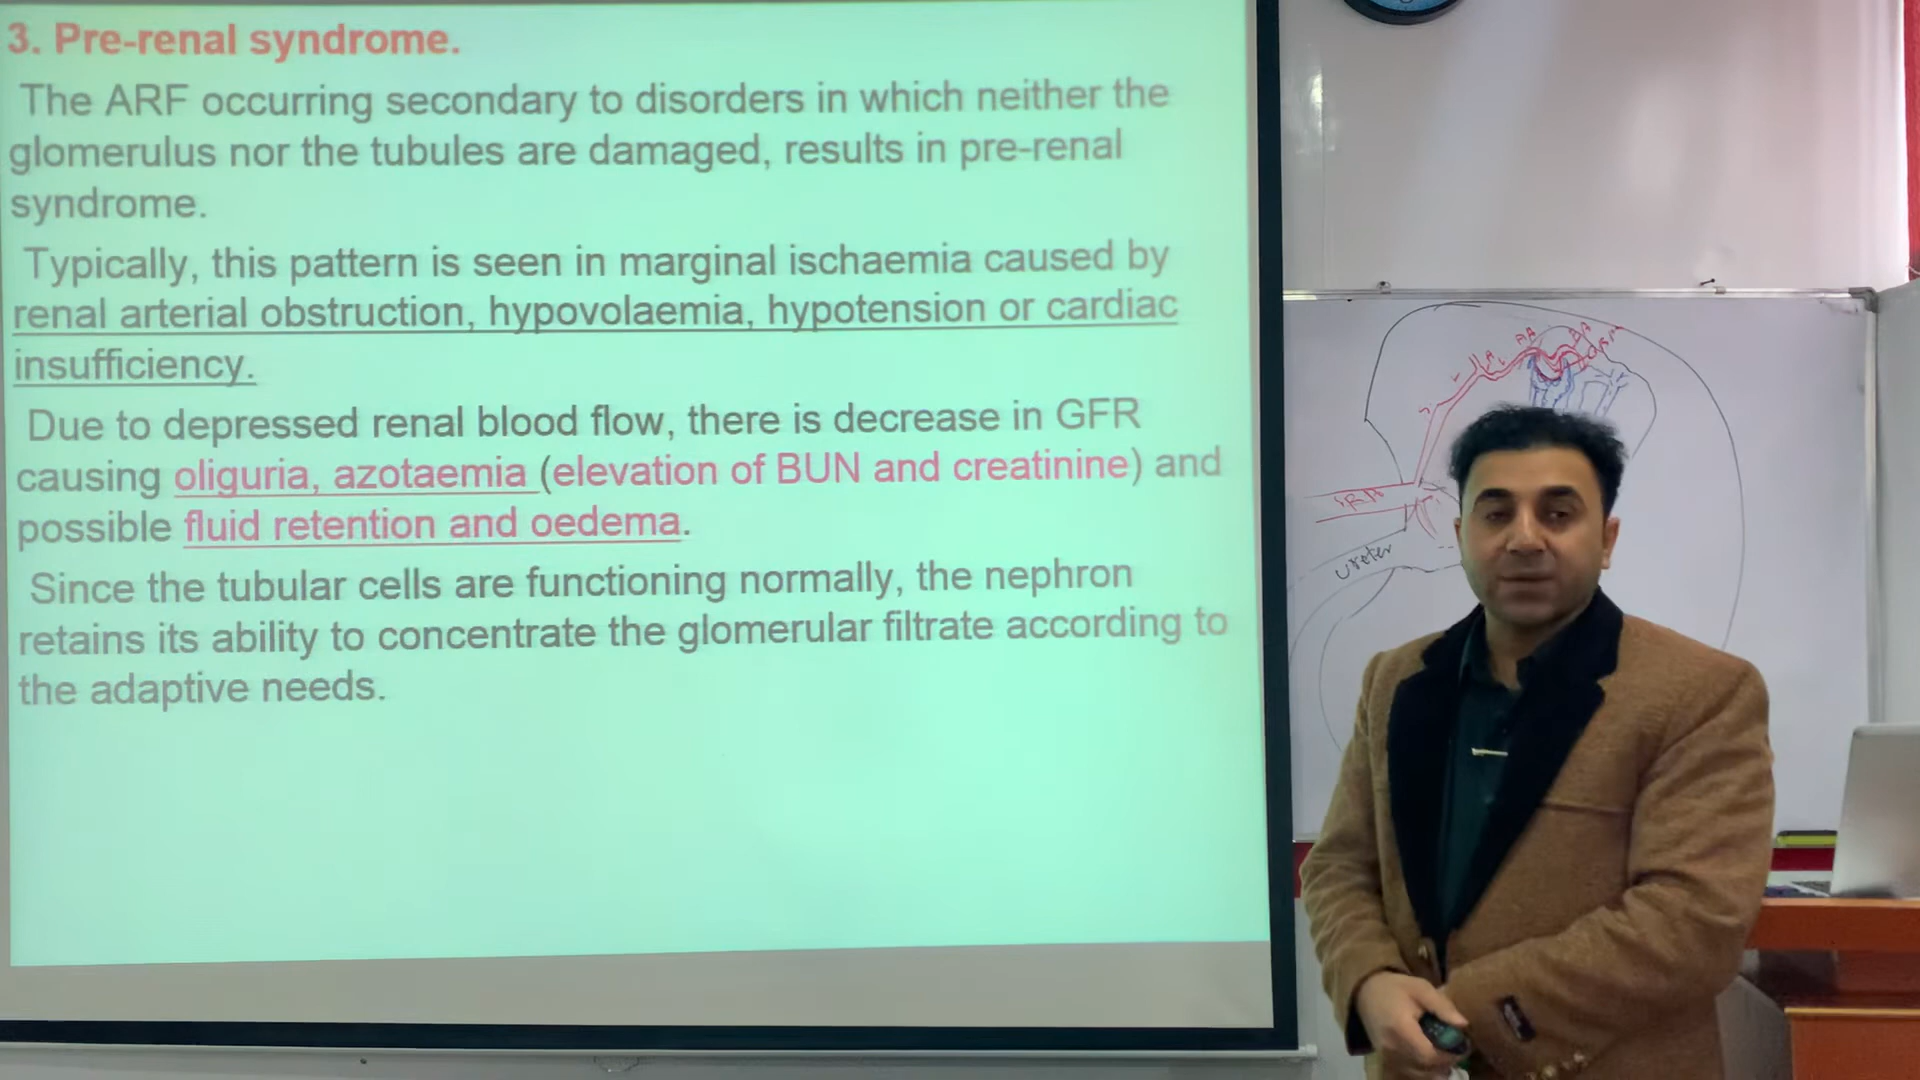 3. Pre-renal syndrome.
The ARF occurring secondary to disorders in which neither the
glomerulus nor the tubules are damaged, results in pre-renal
syndrome.
Typically, this pattern is seen in marginal ischaemia caused by
renal arterial obstruction, hypovolaemia, hypotension or cardiac
insufficiency.
Due to depressed renal blood flow, there is decrease in GFR
causing oliguria, azotaemia (elevation of BUN and creatinine) and
possible fluid retention and oedema.
Since the tubular cells are functioning normally, the nephron
retains its ability to concentrate the glomerular filtrate according to
the adaptive needs.
ureter